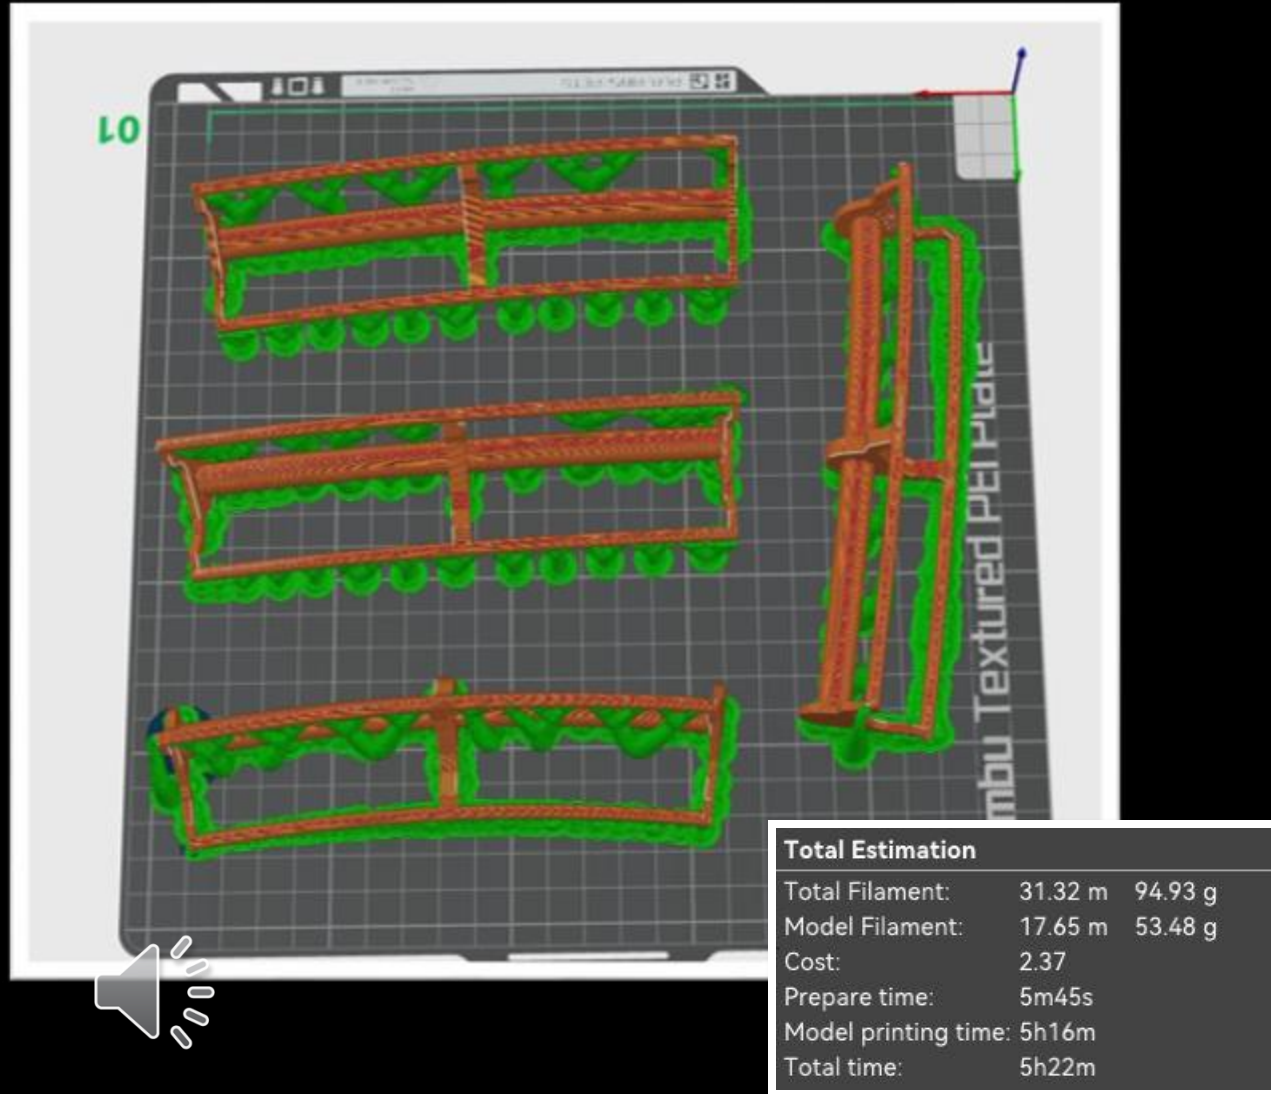 01
mbu Textured PEI Plate
Total Estimation
Total Filament: 31.32 m 94.93 g
Model Filament: 17.65 m 53.48 g
Cost: 2.37
Prepare time: 5m45s
Model printing time: 5h16m
Total time: 5h22m